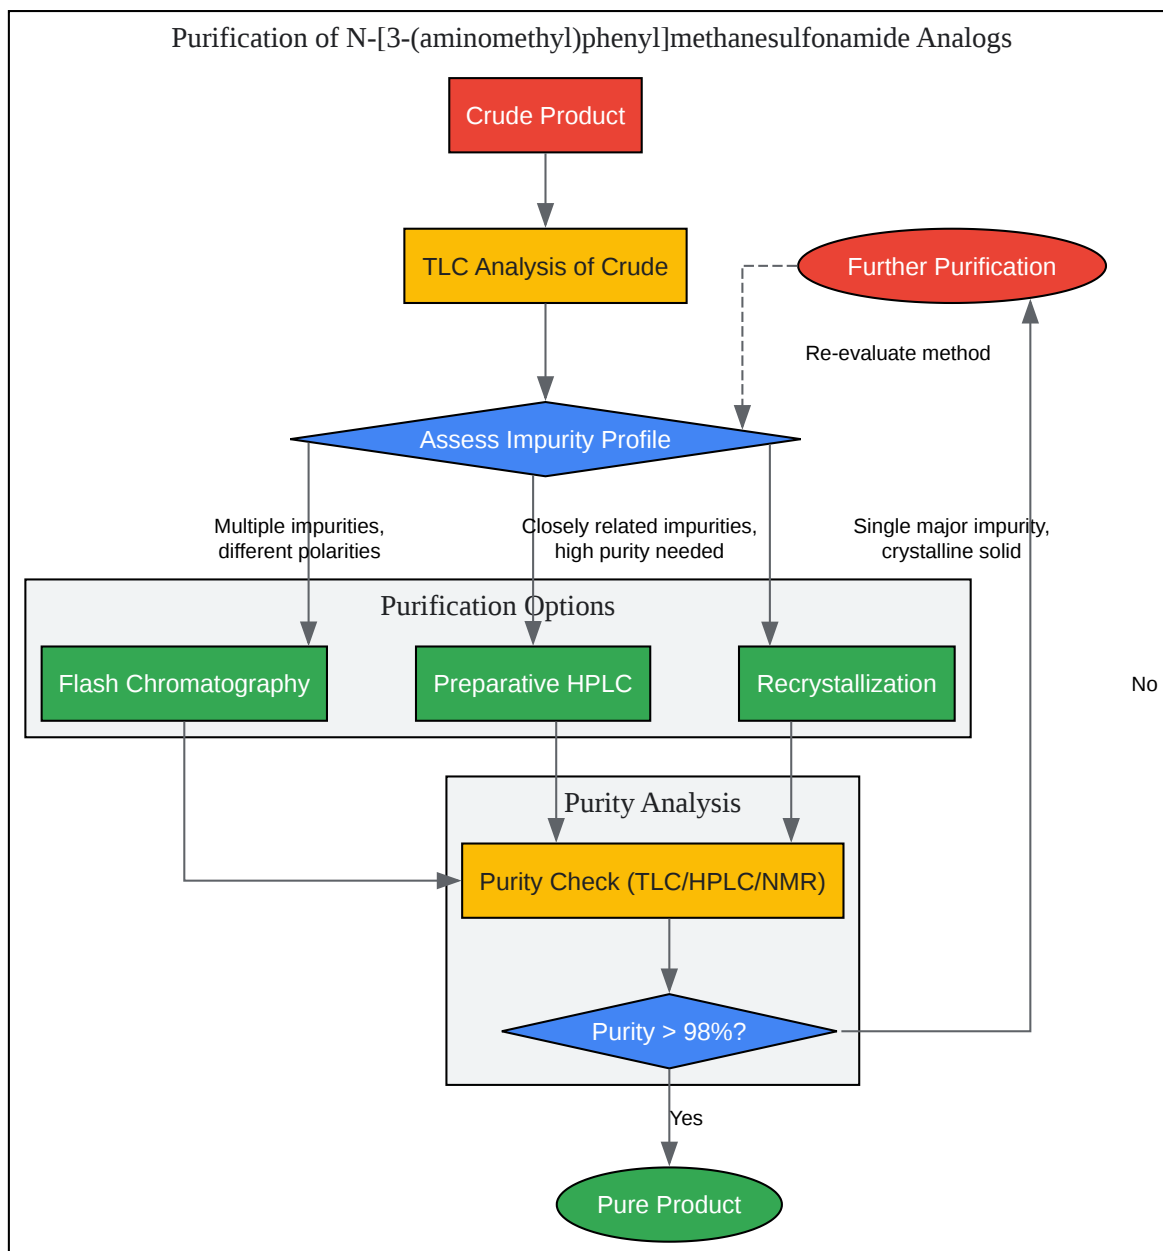 Purification of N-[3-(aminomethyl)phenyl]methanesulfonamide Analogs
Crude Product
TLC Analysis of Crude
Further Purification
Re-evaluate method
Assess Impurity Profile
Multiple impurities,
different polarities
Closely related impurities,
high purity needed
Single major impurity,
crystalline solid
Purification Options
Flash Chromatography
Preparative HPLC
Recrystallization
No
Purity Analysis
Purity Check (TLC/HPLC/NMR)
Purity > 98%?
Yes
Pure Product